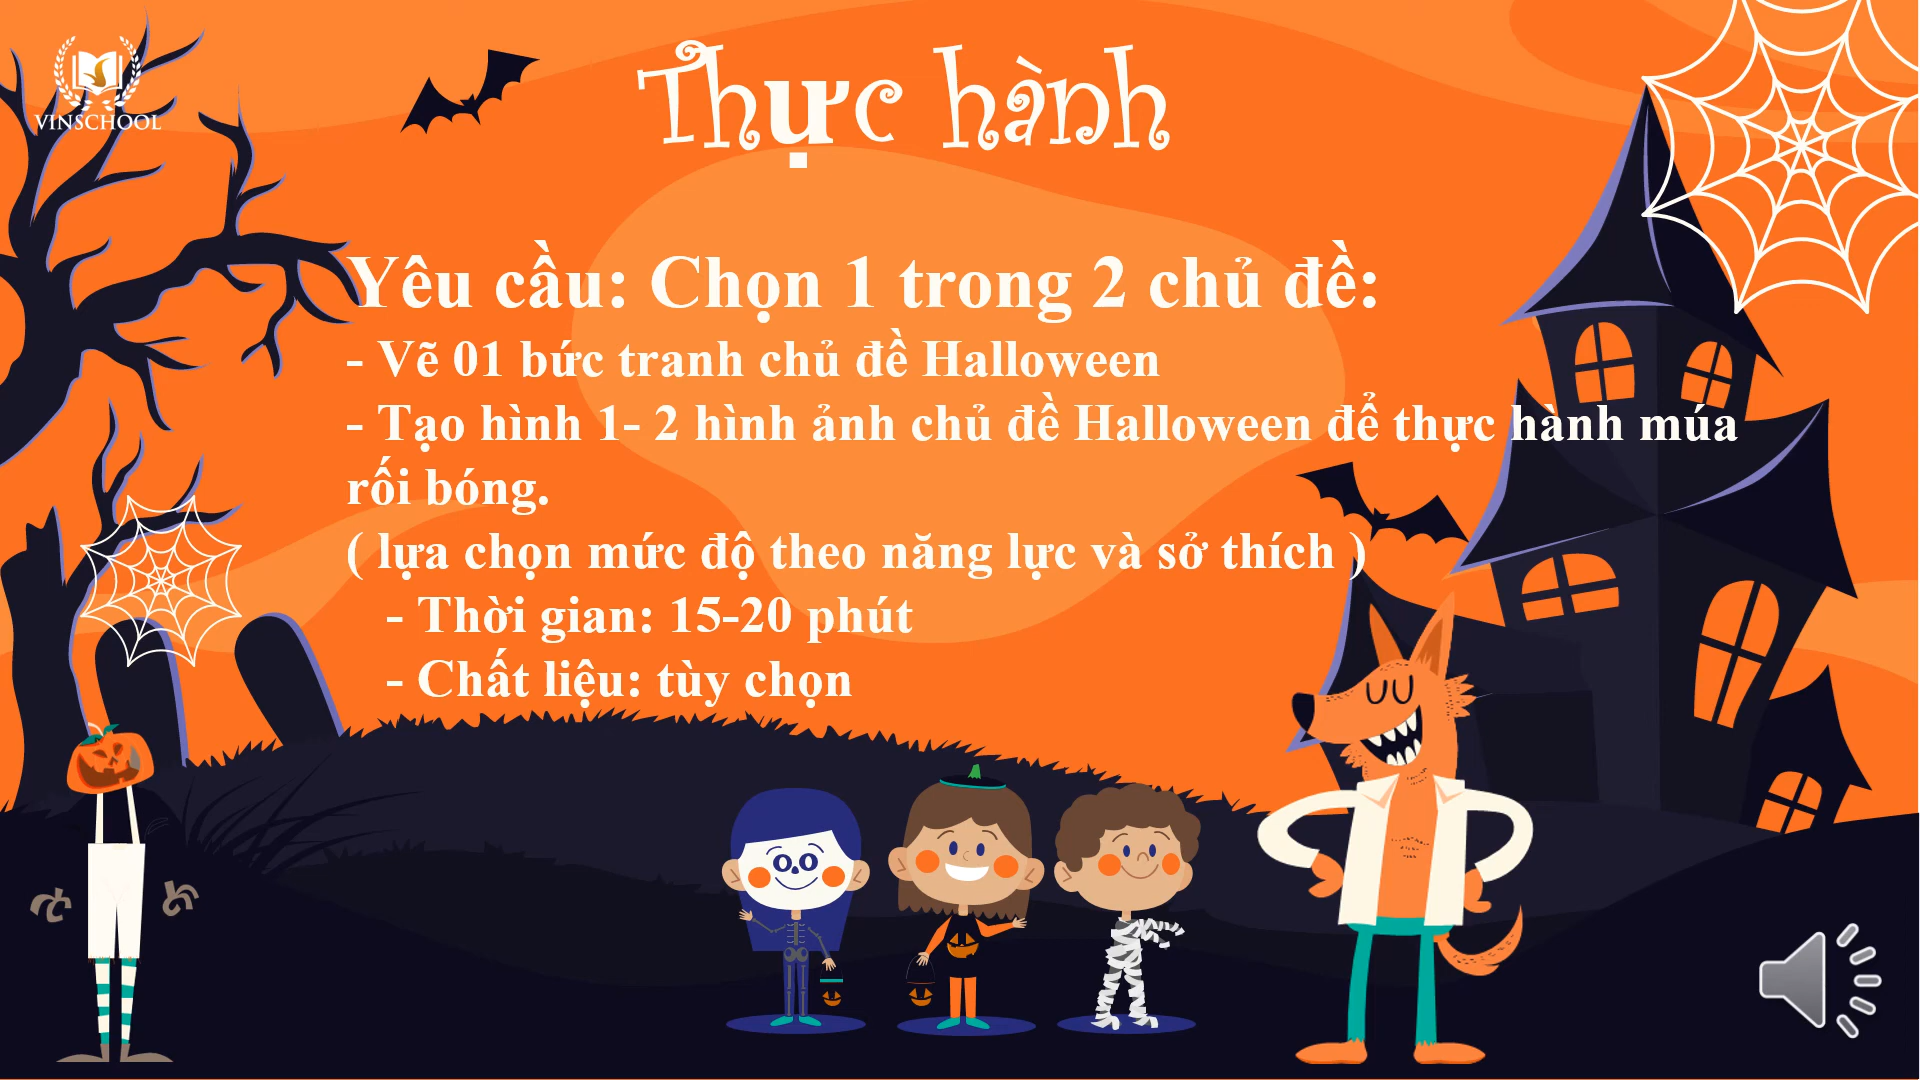 VINSCHOOL
Thực hành
Yêu cầu: Chọn 1 trong 2 chủ đề:
- Vẽ 01 bức tranh chủ đề Halloween
- Tạo hình 1- 2 hình ảnh chủ đề Halloween để thực hành múa
rối bóng.
( lựa chọn mức độ theo năng lực và sở thích )
- Thời gian: 15-20 phút
- Chất liệu: tùy chọn